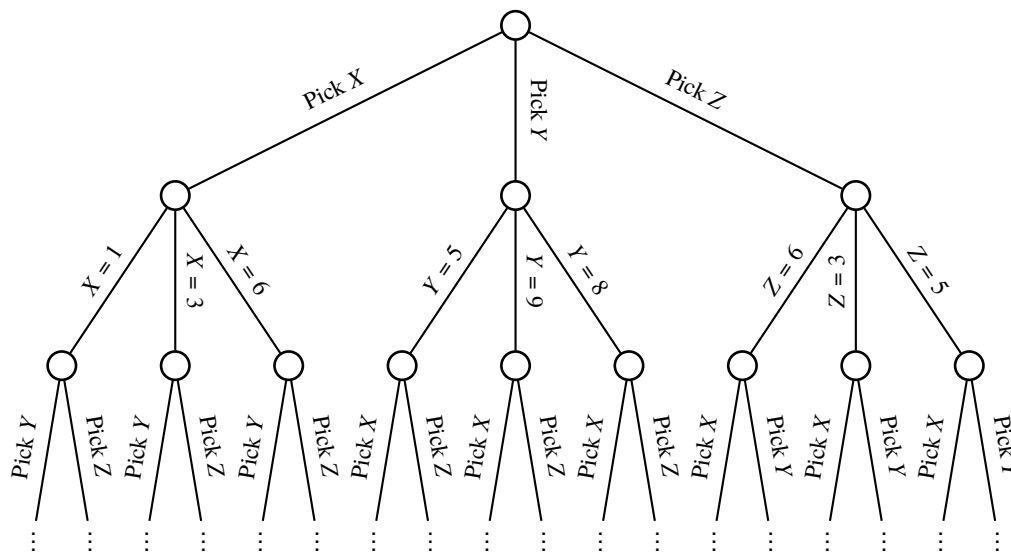 Pick X
Pick Y
Pick Z
X = 1
X = 3
X = 6
Y = 5
Y = 9
Y = 8
Z = 6
Z = 3
Z = 5
Pick Y
Pick Z
Pick Y
Pick Z
Pick Y
Pick Z
Pick X
Pick Z
Pick X
Pick Z
Pick X
Pick Z
Pick X
Pick Y
Pick X
Pick Y
Pick X
Pick Y
⋮ ⋮ ⋮ ⋮ ⋮ ⋮ ⋮ ⋮ ⋮ ⋮ ⋮ ⋮ ⋮ ⋮ ⋮ ⋮ ⋮ ⋮